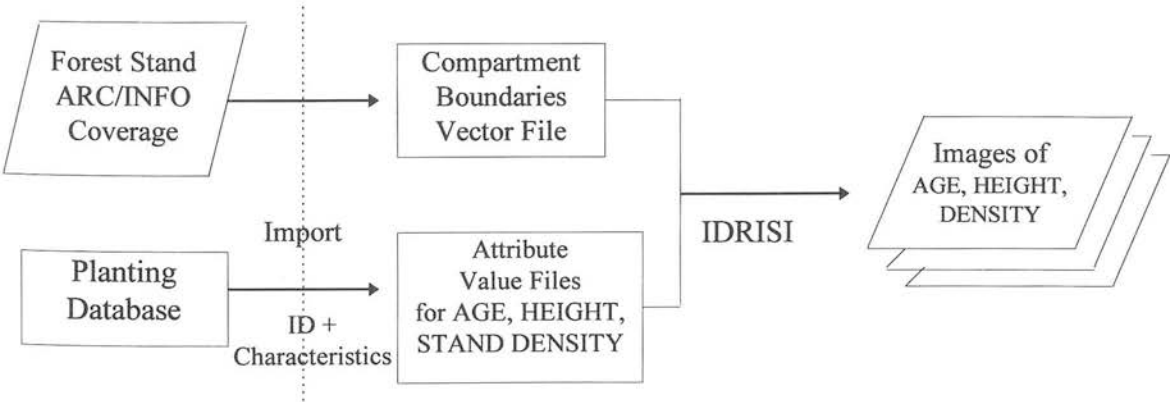 Forest Stand
ARC/INFO
Coverage
Compartment
Boundaries
Vector File
Images of
AGE, HEIGHT,
DENSITY
Import
IDRISI
Planting
Database
ID +
Characteristics
Attribute
Value Files
for AGE, HEIGHT,
STAND DENSITY